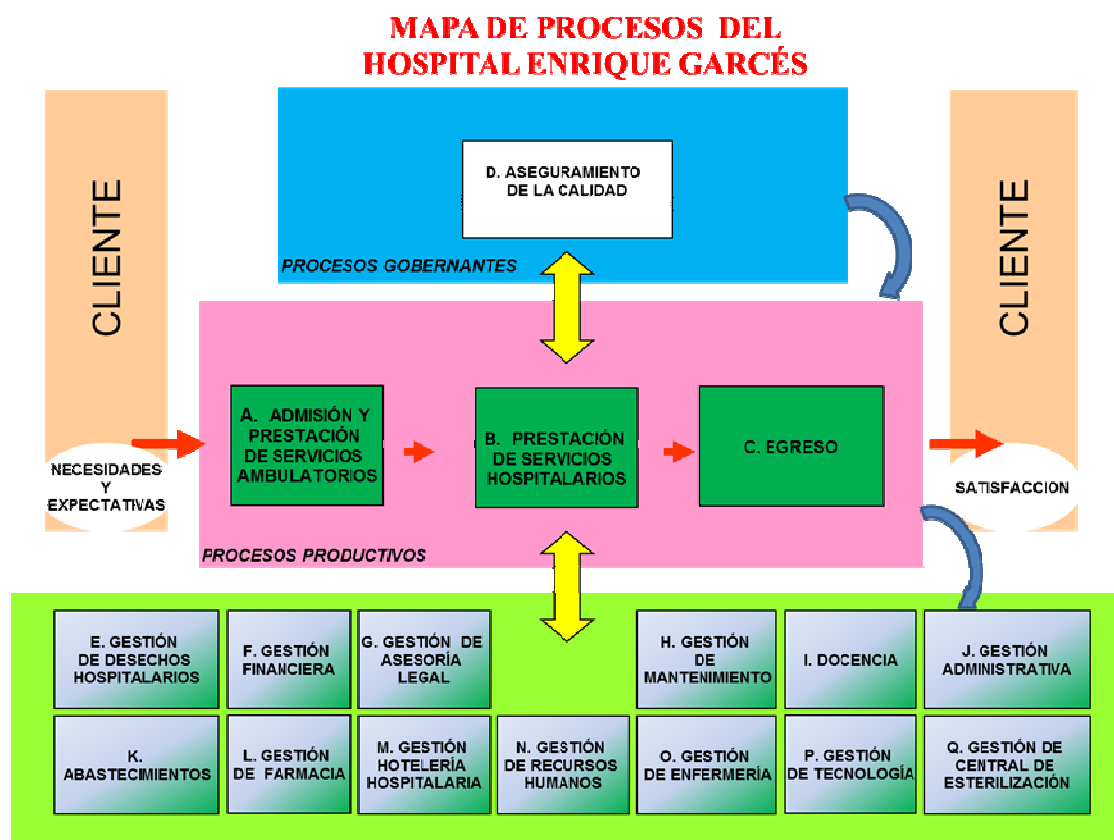 MAPA DE PROCESOS DEL
HOSPITAL ENRIQUE GARCÉS
CLIENTE
NECESIDADES
Y
EXPECTATIVAS
D. ASEGURAMIENTO
DE LA CALIDAD
PROCESOS GOBERNANTES
A. ADMISIÓN Y
PRESTACIÓN
DE SERVICIOS
AMBULATORIOS
B. PRESTACIÓN
DE SERVICIOS
HOSPITALARIOS
C. EGRESO
PROCESOS PRODUCTIVOS
CLIENTE
SATISFACCION
E. GESTIÓN
DE DESECHOS
HOSPITALARIOS
F. GESTIÓN
FINANCIERA
G. GESTIÓN DE
ASESORÍA
LEGAL
H. GESTIÓN
DE
MANTENIMIENTO
I. DOCENCIA
J. GESTIÓN
ADMINISTRATIVA
K.
ABASTECIMIENTOS
L. GESTIÓN
DE FARMACIA
M. GESTIÓN
HOTELERÍA
HOSPITALARIA
N. GESTIÓN
DE RECURSOS
HUMANOS
O. GESTIÓN
DE ENFERMERÍA
P. GESTIÓN
DE TECNOLOGÍA
Q. GESTIÓN DE
CENTRAL DE
ESTERILIZACIÓN